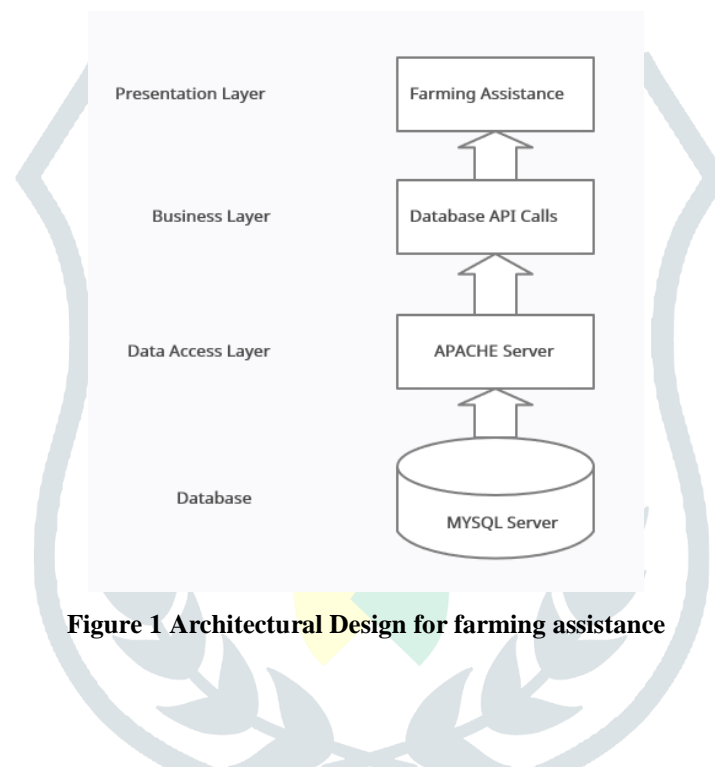 Presentation Layer
Farming Assistance
Business Layer
Database API Calls
Data Access Layer
APACHE Server
Database
MYSQL Server
Figure 1 Architectural Design for farming assistance